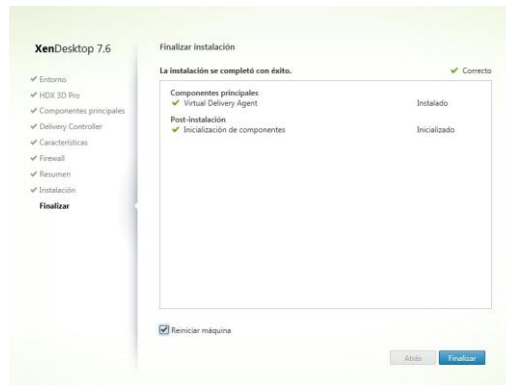 XenDesktop 7.6
Entorno
HDX 3D Pro
Componentes principales
Delivery Controller
Características
Firewall
Resumen
Instalación
Finalizar
Finalizar instalación
La instalación se completó con éxito.
Correcto
Componentes principales
Virtual Delivery Agent Instalado
Post-instalación
Inicialización de componentes Inicializado
Reiniciar máquina
Atrás Finalizar